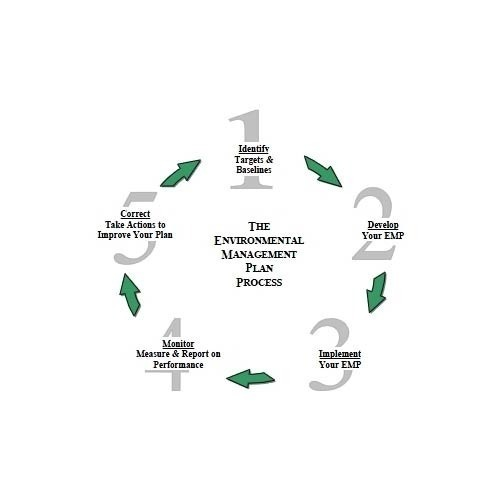 1
Identify
Targets &
Baselines
2
Develop
Your EMP
3
Implement
Your EMP
4
Monitor
Measure & Report on
Performance
5
Correct
Take Actions to
Improve Your Plan
THE
ENVIRONMENTAL
MANAGEMENT
PLAN
PROCESS